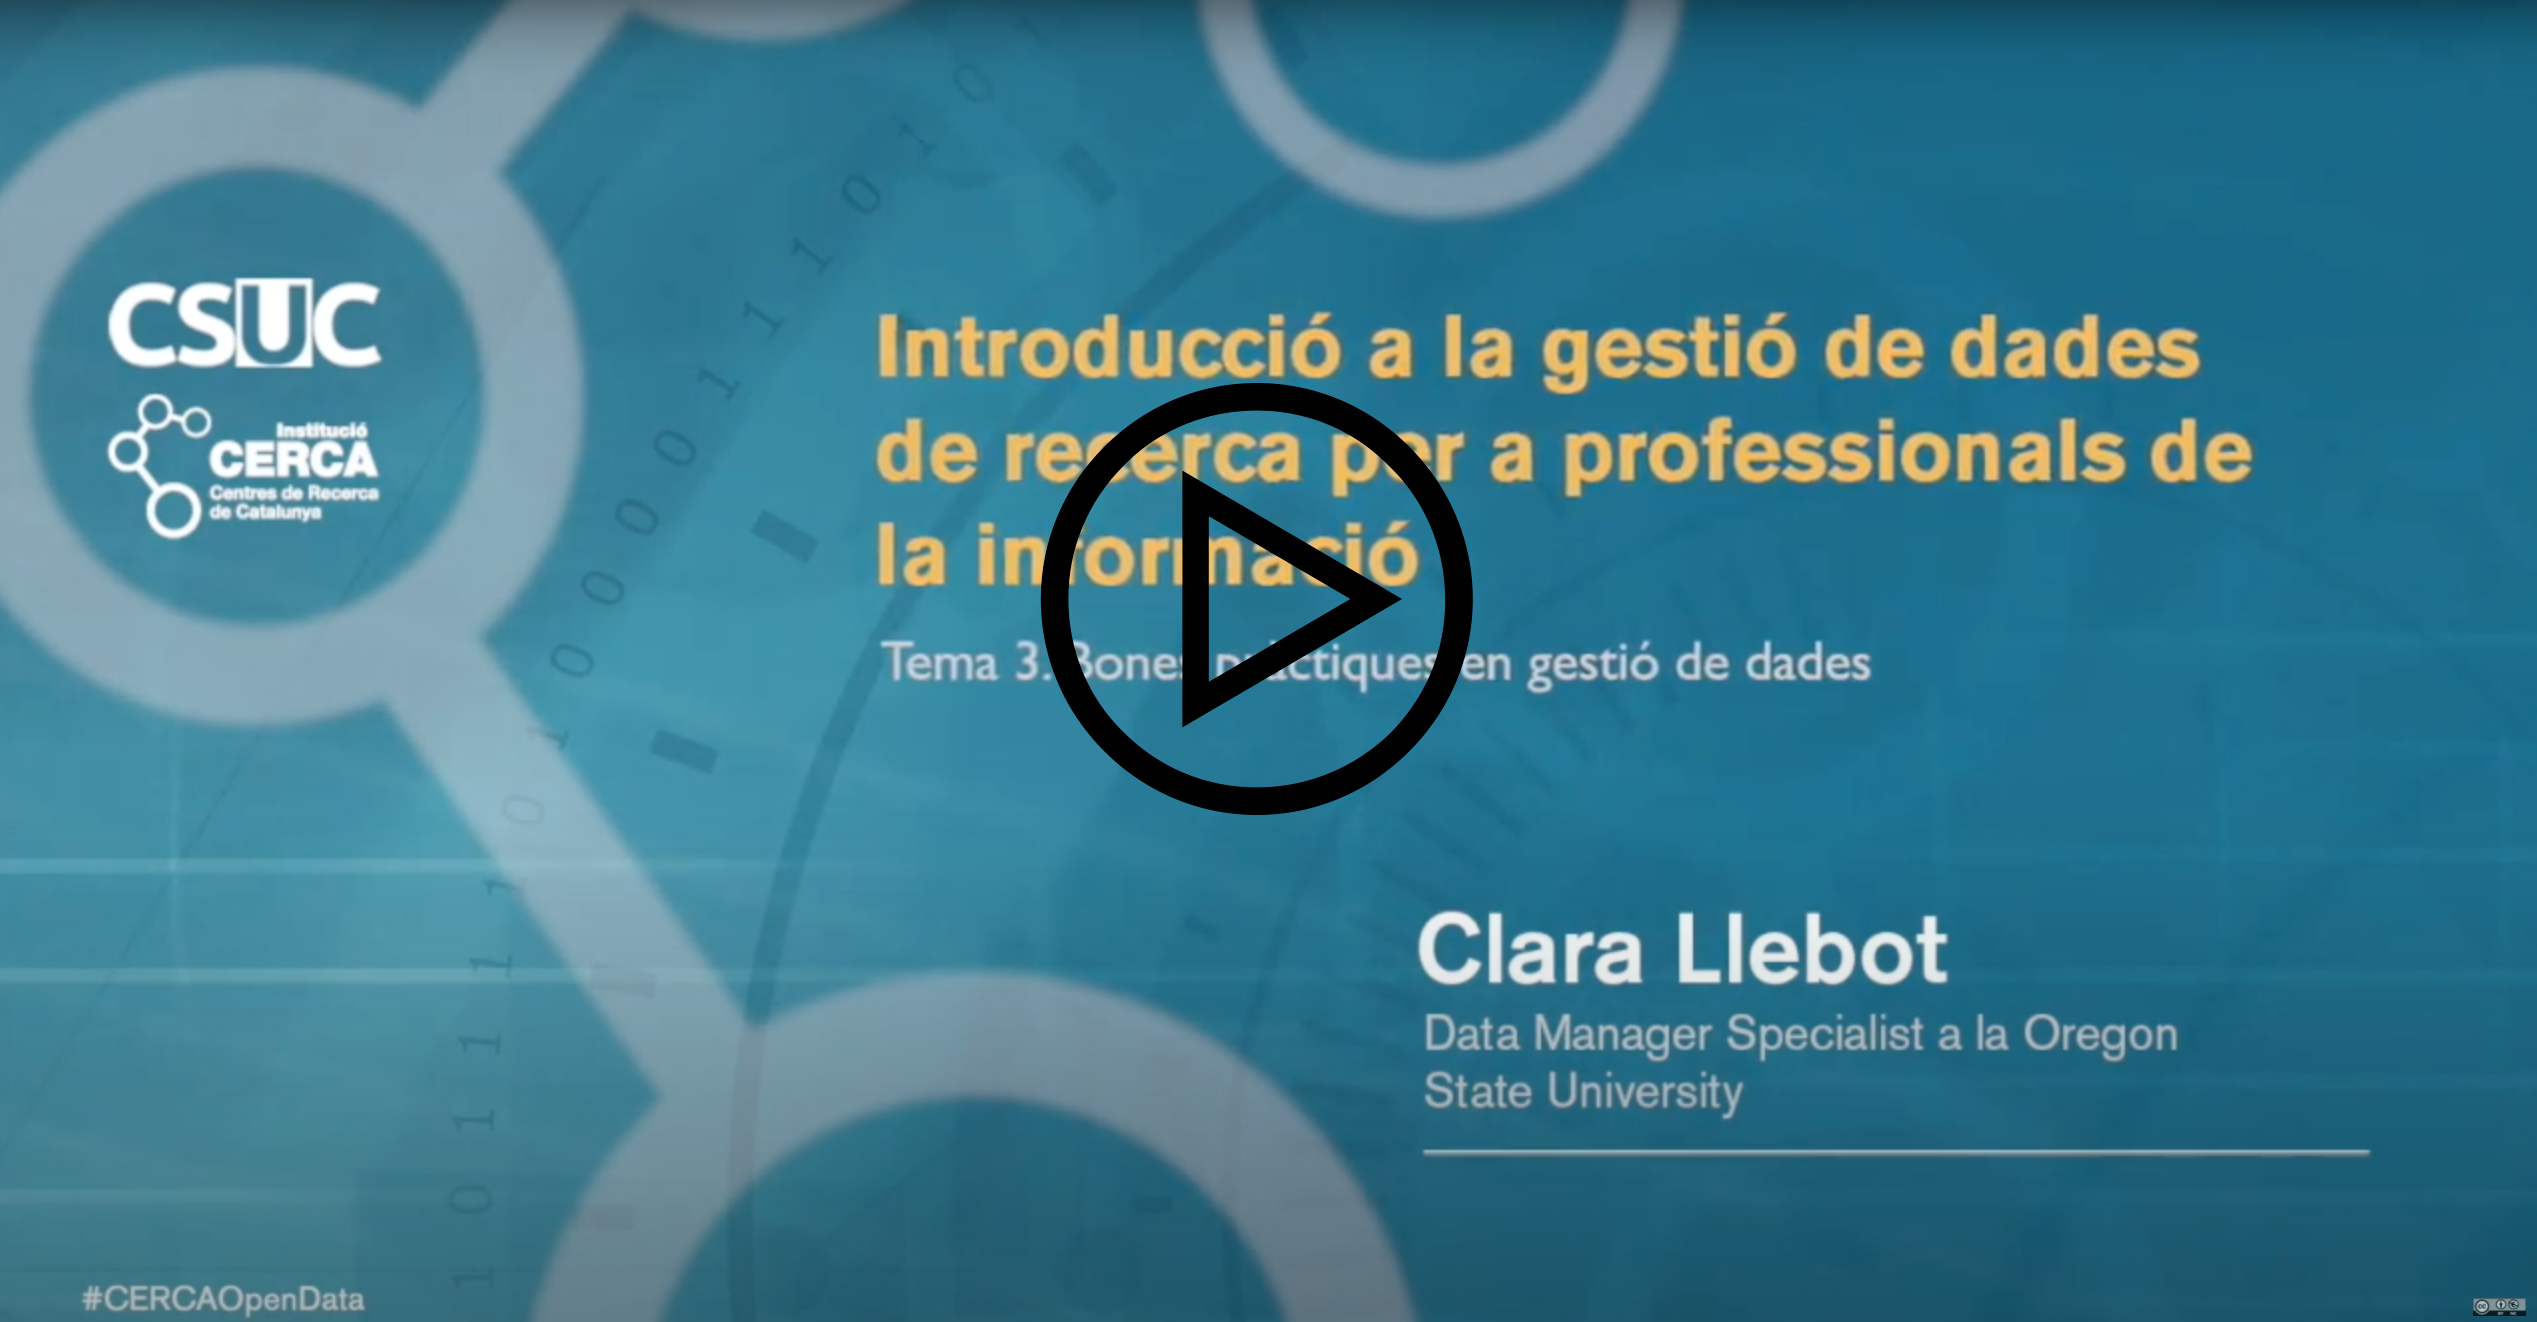 CSUC
Institució
CERCA
Centres de Recerca
de Catalunya
Introducció a la gestió de dades
de recerca per a professionals de
la informació
Tema 3. Bones pràctiques en gestió de dades
Clara Llebot
Data Manager Specialist a la Oregon
State University
#CERCAOpenData